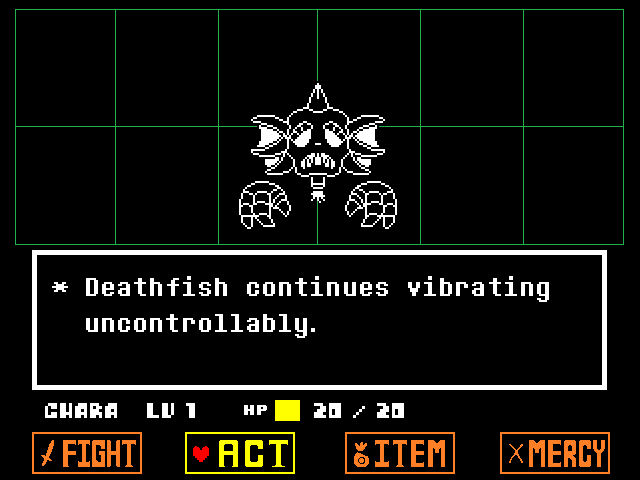 * Deathfish continues vibrating
uncontrollably.
CHARA LV 1 HP 20 / 20
FIGHT ACT ITEM MERCY